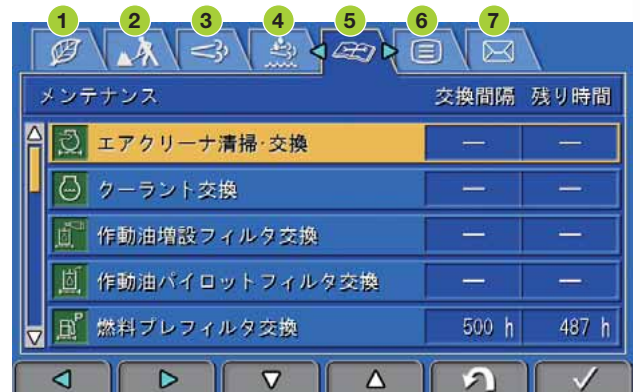 1 2 3 4 5 6 7
メンテナンス 交換間隔 残り時間
エアクリーナ清掃・交換 — —
クーラント交換 — —
作動油増設フィルタ交換 — —
作動油パイロットフィルタ交換 — —
燃料プレフィルタ交換 500 h 487 h